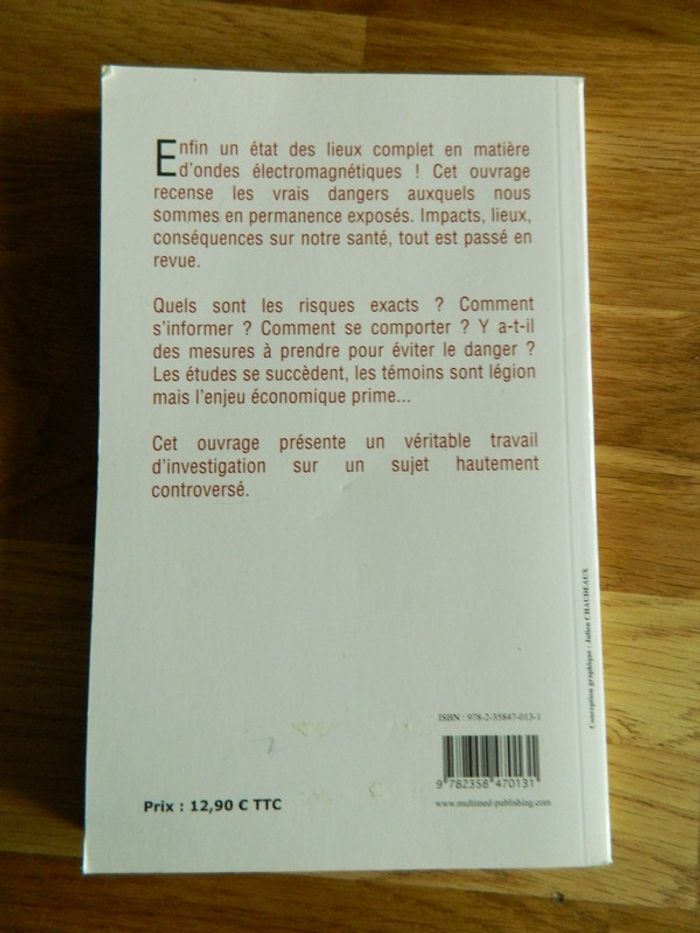 Enfin un état des lieux complet en matière
d'ondes électromagnétiques ! Cet ouvrage
recense les vrais dangers auxquels nous
sommes en permanence exposés. Impacts, lieux,
conséquences sur notre santé, tout est passé en
revue.
Quels sont les risques exacts ? Comment
s'informer ? Comment se comporter ? Y a-t-il
des mesures à prendre pour éviter le danger ?
Les études se succèdent, les témoins sont légion
mais l'enjeu économique prime...
Cet ouvrage présente un véritable travail
d'investigation sur un sujet hautement
controversé.
Conception graphique : Julien CHAUDEAUX
ISBN : 978-2-35847-013-1
9 782358 470131
Prix : 12,90 € TTC
www.multimed-publishing.com